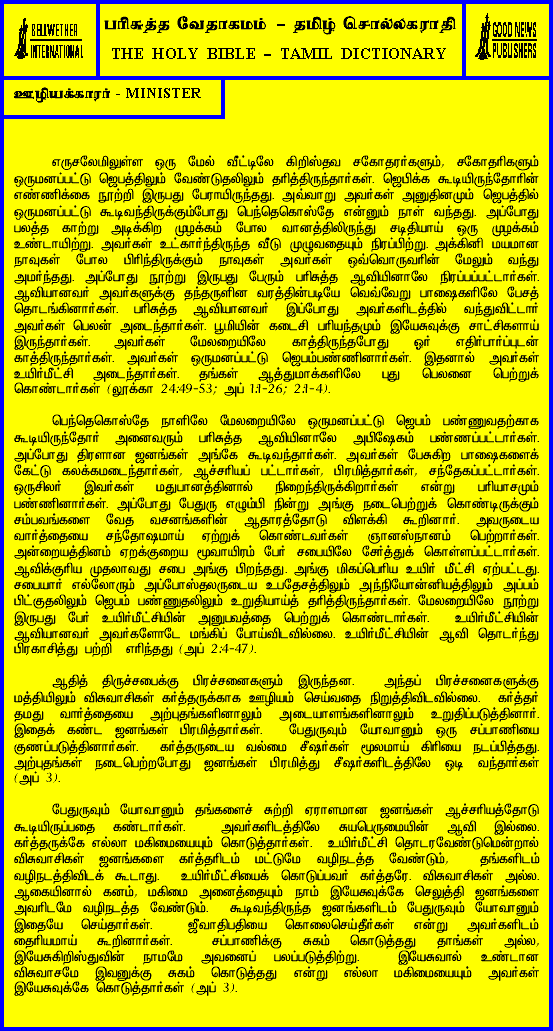 BELLWETHER
INTERNATIONAL
பரிசுத்த வேதாகமம் – தமிழ் சொல்லகராதி
THE HOLY BIBLE – TAMIL DICTIONARY
GOOD NEWS
PUBLISHERS
ஊழியக்காரர் - MINISTER
எருசலேமிலுள்ள ஒரு மேல் வீட்டிலே கிறிஸ்தவ சகோதரர்களும், சகோதரிகளும்
ஒருமனப்பட்டு ஜெபத்திலும் வேண்டுதலிலும் தரித்திருந்தார்கள். ஜெபிக்க கூடியிருந்தோரின்
எண்ணிக்கை நூற்றி இருபது பேராயிருந்தது. அவ்வாறு அவர்கள் அனுதினமும் ஜெபத்தில்
ஒருமனப்பட்டு கூடிவந்திருக்கும்போது பெந்தெகொஸ்தே என்னும் நாள் வந்தது. அப்போது
பலத்த காற்று அடிக்கிற முழக்கம் போல வானத்திலிருந்து சடிதியாய் ஒரு முழக்கம்
உண்டாயிற்று. அவர்கள் உட்கார்ந்திருந்த வீடு முழுவதையும் நிரப்பிற்று. அக்கினி மயமான
நாவுகள் போல பிரிந்திருக்கும் நாவுகள் அவர்கள் ஒவ்வொருவரின் மேலும் வந்து
அமர்ந்தது. அப்போது நூற்று இருபது பேரும் பரிசுத்த ஆவியினாலே நிரப்பப்பட்டார்கள்.
ஆவியானவர் அவர்களுக்கு தந்தருளின வரத்தின்படியே வெவ்வேறு பாஷைகளிலே பேசத்
தொடங்கினார்கள். பரிசுத்த ஆவியானவர் இப்போது அவர்களிடத்தில் வந்துவிட்டார்
அவர்கள் பெலன் அடைந்தார்கள். பூமியின் கடைசி பரியந்தமும் இயேசுவுக்கு சாட்சிகளாய்
இருந்தார்கள். அவர்கள் மேலறையிலே காத்திருந்தபோது ஓர் எதிர்பார்ப்புடன்
காத்திருந்தார்கள். அவர்கள் ஒருமனப்பட்டு ஜெபம்பண்ணினார்கள். இதனால் அவர்கள்
உயிர்மீட்சி அடைந்தார்கள். தங்கள் ஆத்துமாக்களிலே புது பெலனை பெற்றுக்
கொண்டார்கள் (லூக்கா 24:49-53; அப் 1:1-26; 2:1-4).
பெந்தெகொஸ்தே நாளிலே மேலறையிலே ஒருமனப்பட்டு ஜெபம் பண்ணுவதற்காக
கூடியிருந்தோர் அனைவரும் பரிசுத்த ஆவியினாலே அபிஷேகம் பண்ணப்பட்டார்கள்.
அப்போது திரளான ஜனங்கள் அங்கே கூடிவந்தார்கள். அவர்கள் பேசுகிற பாஷைகளைக்
கேட்டு கலக்கமடைந்தார்கள், ஆச்சரியப் பட்டார்கள், பிரமித்தார்கள், சந்தேகப்பட்டார்கள்.
ஒருசிலர் இவர்கள் மதுபானத்தினால் நிறைந்திருக்கிறார்கள் என்று பரியாசமும்
பண்ணினார்கள். அப்போது பேதுரு எழும்பி நின்று அங்கு நடைபெற்றுக் கொண்டிருக்கும்
சம்பவங்களை வேத வசனங்களின் ஆதாரத்தோடு விளக்கி கூறினார். அவருடைய
வார்த்தையை சந்தோஷமாய் ஏற்றுக் கொண்டவர்கள் ஞானஸ்நானம் பெற்றார்கள்.
அன்றையத்தினம் ஏறக்குறைய மூவாயிரம் பேர் சபையிலே சேர்த்துக் கொள்ளப்பட்டார்கள்.
ஆவிக்குரிய முதலாவது சபை அங்கு பிறந்தது. அங்கு மிகப்பெரிய உயிர் மீட்சி ஏற்பட்டது.
சபையார் எல்லோரும் அப்போஸ்தலருடைய உபதேசத்திலும் அந்நியோன்னியத்திலும் அப்பம்
பிட்குதலிலும் ஜெபம் பண்ணுதலிலும் உறுதியாய்த் தரித்திருந்தார்கள். மேலறையிலே நூற்று
இருபது பேர் உயிர்மீட்சியின் அனுபவத்தை பெற்றுக் கொண்டார்கள். உயிர்மீட்சியின்
ஆவியானவர் அவர்களோடே மங்கிப் போய்விடவில்லை. உயிர்மீட்சியின் ஆவி தொடர்ந்து
பிரகாசித்து பற்றி எரிந்தது (அப் 2:4-47).
ஆதித் திருச்சபைக்கு பிரச்சனைகளும் இருந்தன. அந்தப் பிரச்சனைகளுக்கு
மத்தியிலும் விசுவாசிகள் கர்த்தருக்காக ஊழியம் செய்வதை நிறுத்திவிடவில்லை. கர்த்தர்
தமது வார்த்தையை அற்புதங்களினாலும் அடையாளங்களினாலும் உறுதிப்படுத்தினார்.
இதைக் கண்ட ஜனங்கள் பிரமித்தார்கள். பேதுருவும் யோவானும் ஒரு சப்பாணியை
குணப்படுத்தினார்கள். கர்த்தருடைய வல்மை சீஷர்கள் மூலமாய் கிரியை நடப்பித்தது.
அற்புதங்கள் நடைபெற்றபோது ஜனங்கள் பிரமித்து சீஷர்களிடத்திலே ஓடி வந்தார்கள்
(அப் 3).
பேதுருவும் யோவானும் தங்களைச் சுற்றி ஏராளமான ஜனங்கள் ஆச்சரியத்தோடு
கூடியிருப்பதை கண்டார்கள். அவர்களிடத்திலே சுயபெருமையின் ஆவி இல்லை.
கர்த்தருக்கே எல்லா மகிமையையும் கொடுத்தார்கள். உயிர்மீட்சி தொடரவேண்டுமென்றால்
விசுவாசிகள் ஜனங்களை கர்த்தரிடம் மட்டுமே வழிநடத்த வேண்டும், தங்களிடம்
வழிநடத்திவிடக் கூடாது. உயிர்மீட்சியைக் கொடுப்பவர் கர்த்தரே. விசுவாசிகள் அல்ல.
ஆகையினால் கனம், மகிமை அனைத்தையும் நாம் இயேசுவுக்கே செலுத்தி ஜனங்களை
அவரிடமே வழிநடத்த வேண்டும். கூடிவந்திருந்த ஜனங்களிடம் பேதுருவும் யோவானும்
இதையே செய்தார்கள். ஜீவாதிபதியை கொலைசெய்தீர்கள் என்று அவர்களிடம்
தைரியமாய் கூறினார்கள். சப்பாணிக்கு சுகம் கொடுத்தது தாங்கள் அல்ல,
இயேசுகிறிஸ்துவின் நாமமே அவனைப் பலப்படுத்திற்று. இயேசுவால் உண்டான
விசுவாசமே இவனுக்கு சுகம் கொடுத்தது என்று எல்லா மகிமையையும் அவர்கள்
இயேசுவுக்கே கொடுத்தார்கள் (அப் 3).